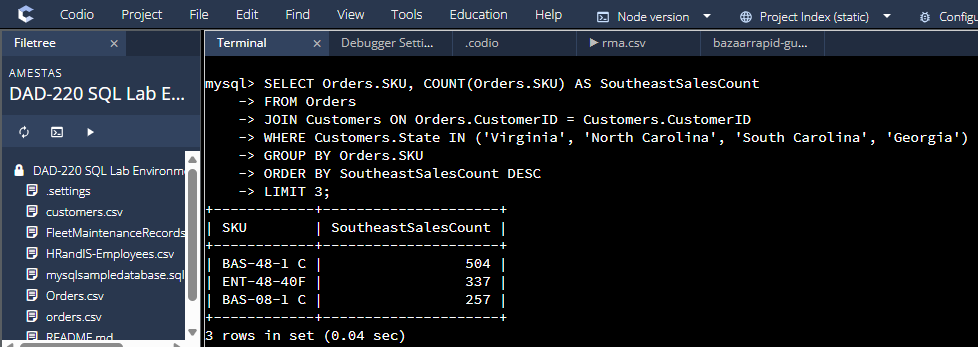 Codio Project File Edit Find View Tools Education Help Node version Project Index (static) Configu
Filetree × Terminal × Debugger Setti... .codio rma.csv bazaarrapid-gu...
AMESTAS
DAD-220 SQL Lab E...
DAD-220 SQL Lab Environm
.settings
customers.csv
FleetMaintenanceRecords
HRandIS-Employees.csv
mysqlsampledatabase.sql
Orders.csv
orders.csv
README.md
mysql> SELECT Orders.SKU, COUNT(Orders.SKU) AS SoutheastSalesCount
    -> FROM Orders
    -> JOIN Customers ON Orders.CustomerID = Customers.CustomerID
    -> WHERE Customers.State IN ('Virginia', 'North Carolina', 'South Carolina', 'Georgia')
    -> GROUP BY Orders.SKU
    -> ORDER BY SoutheastSalesCount DESC
    -> LIMIT 3;
+------------+---------------------+
| SKU        | SoutheastSalesCount |
+------------+---------------------+
| BAS-48-1 C |                 504 |
| ENT-48-40F |                 337 |
| BAS-08-1 C |                 257 |
+------------+---------------------+
3 rows in set (0.04 sec)